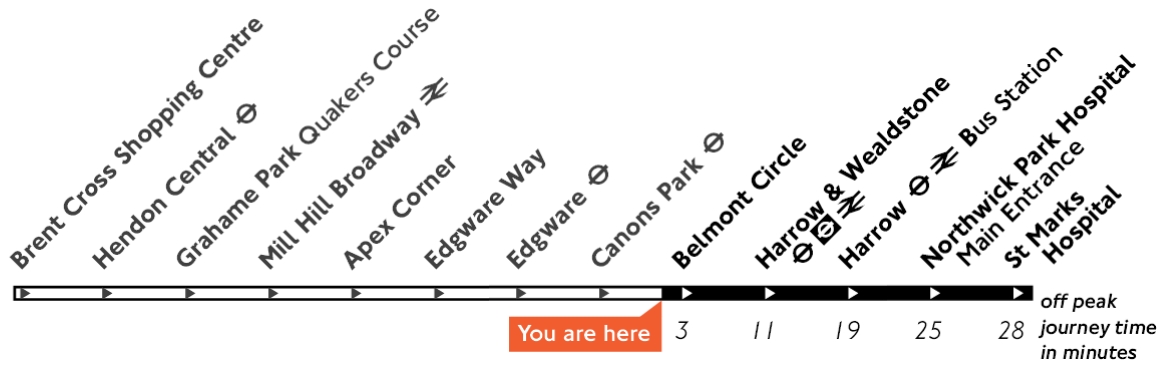 Brent Cross Shopping Centre
Hendon Central
Grahame Park Quakers Course
Mill Hill Broadway
Apex Corner
Edgware Way
Edgware
Canons Park
Belmont Circle
Harrow & Wealdstone
Harrow Bus Station
Northwick Park Hospital
Main Entrance
St Marks
Hospital
You are here
3 11 19 25 28
off peak
journey time
in minutes